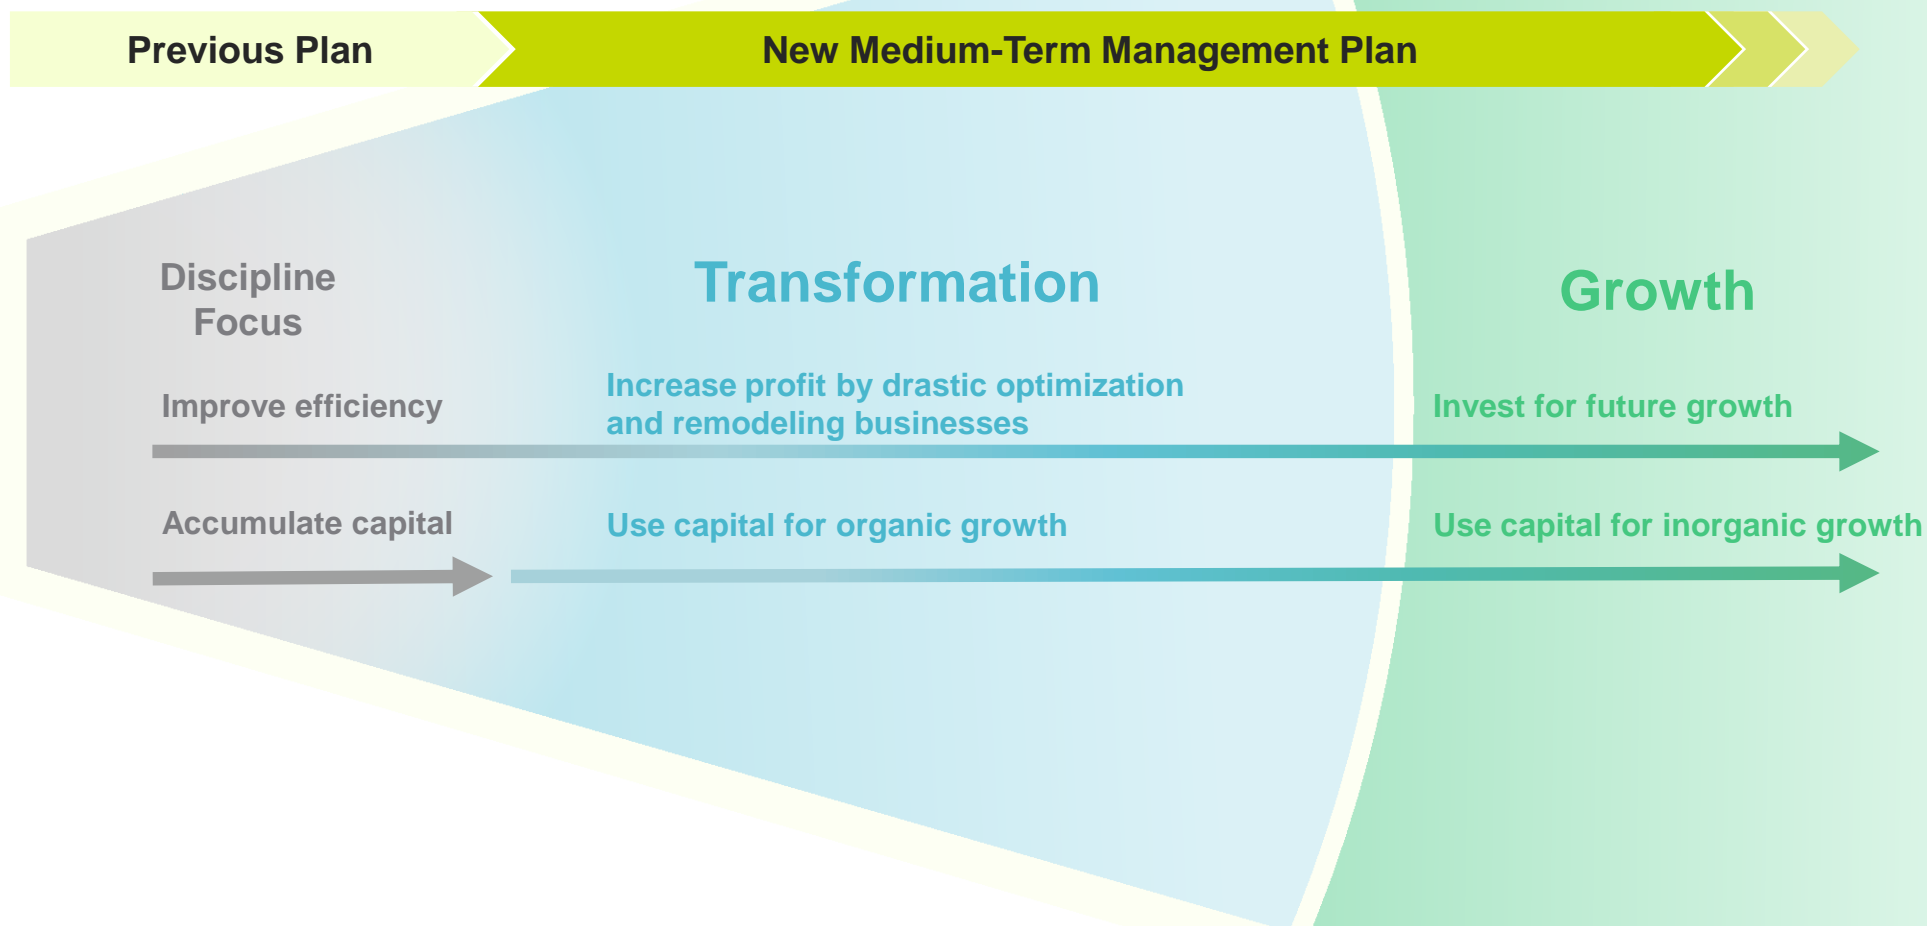 Previous Plan
New Medium-Term Management Plan
Discipline
Focus
Transformation
Growth
Improve efficiency
Increase profit by drastic optimization
and remodeling businesses
Invest for future growth
Accumulate capital
Use capital for organic growth
Use capital for inorganic growth